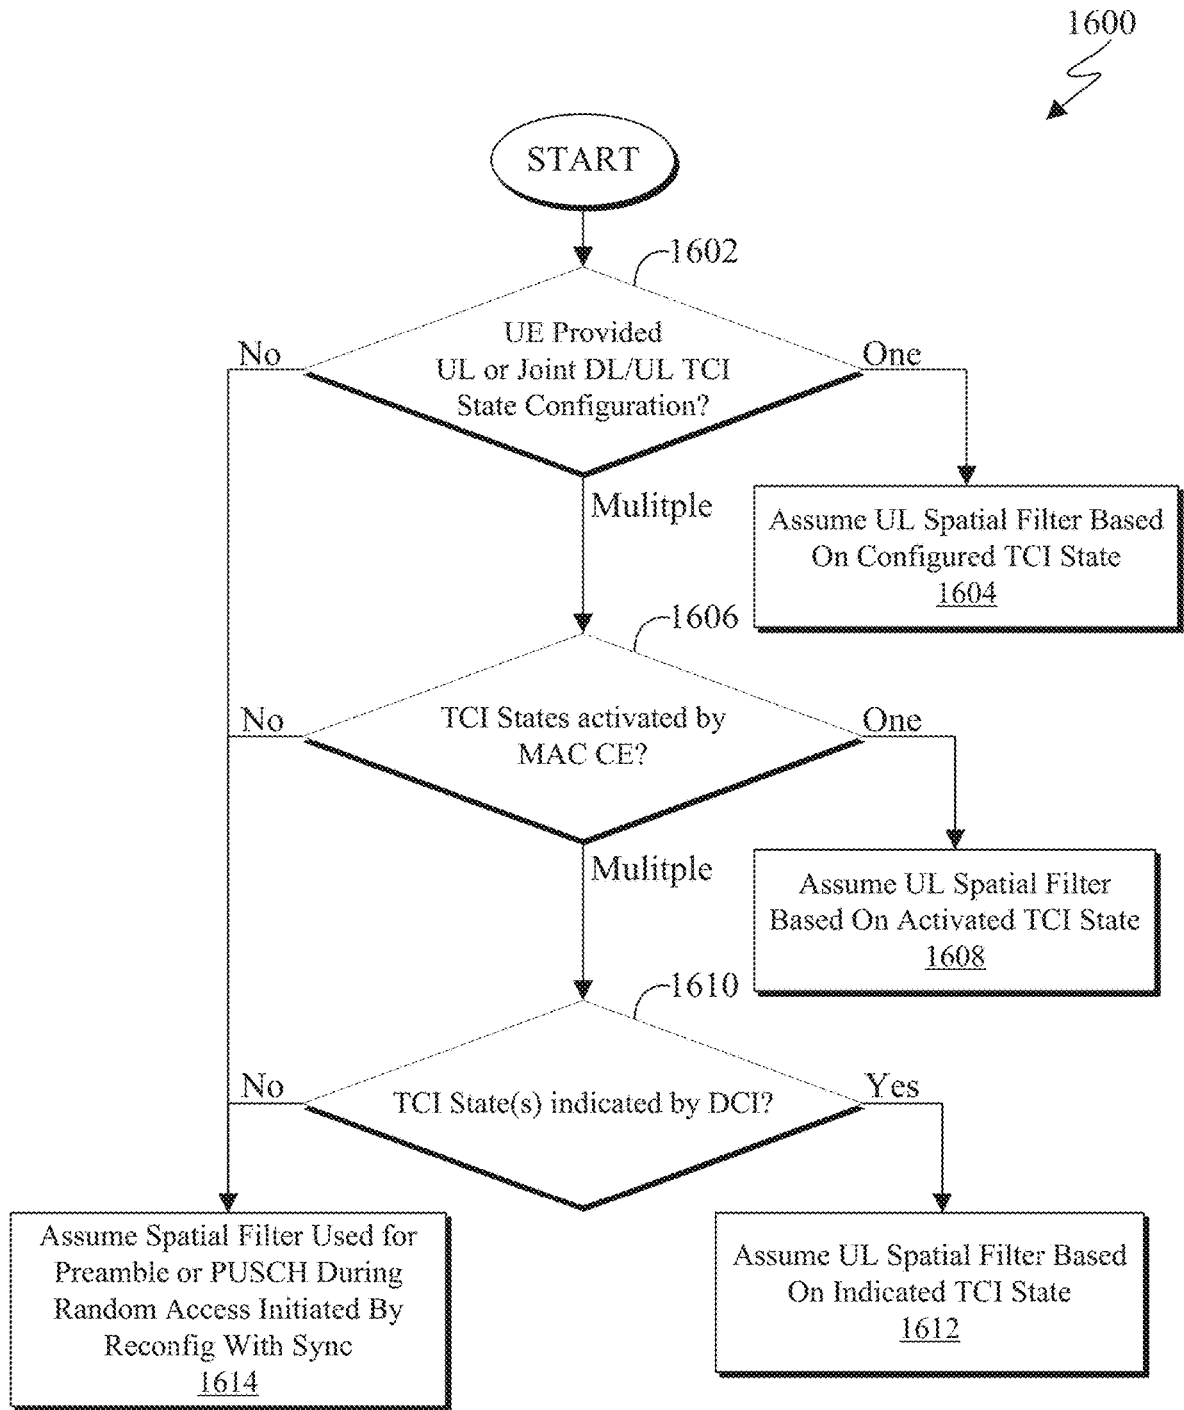 1600
START
1602
UE Provided
UL or Joint DL/UL TCI
State Configuration?
No
One
Mulitple
Assume UL Spatial Filter Based
On Configured TCI State
1604
1606
TCI States activated by
MAC CE?
No
One
Mulitple
Assume UL Spatial Filter
Based On Activated TCI State
1608
1610
TCI State(s) indicated by DCI?
No
Yes
Assume Spatial Filter Used for
Preamble or PUSCH During
Random Access Initiated By
Reconfig With Sync
1614
Assume UL Spatial Filter Based
On Indicated TCI State
1612